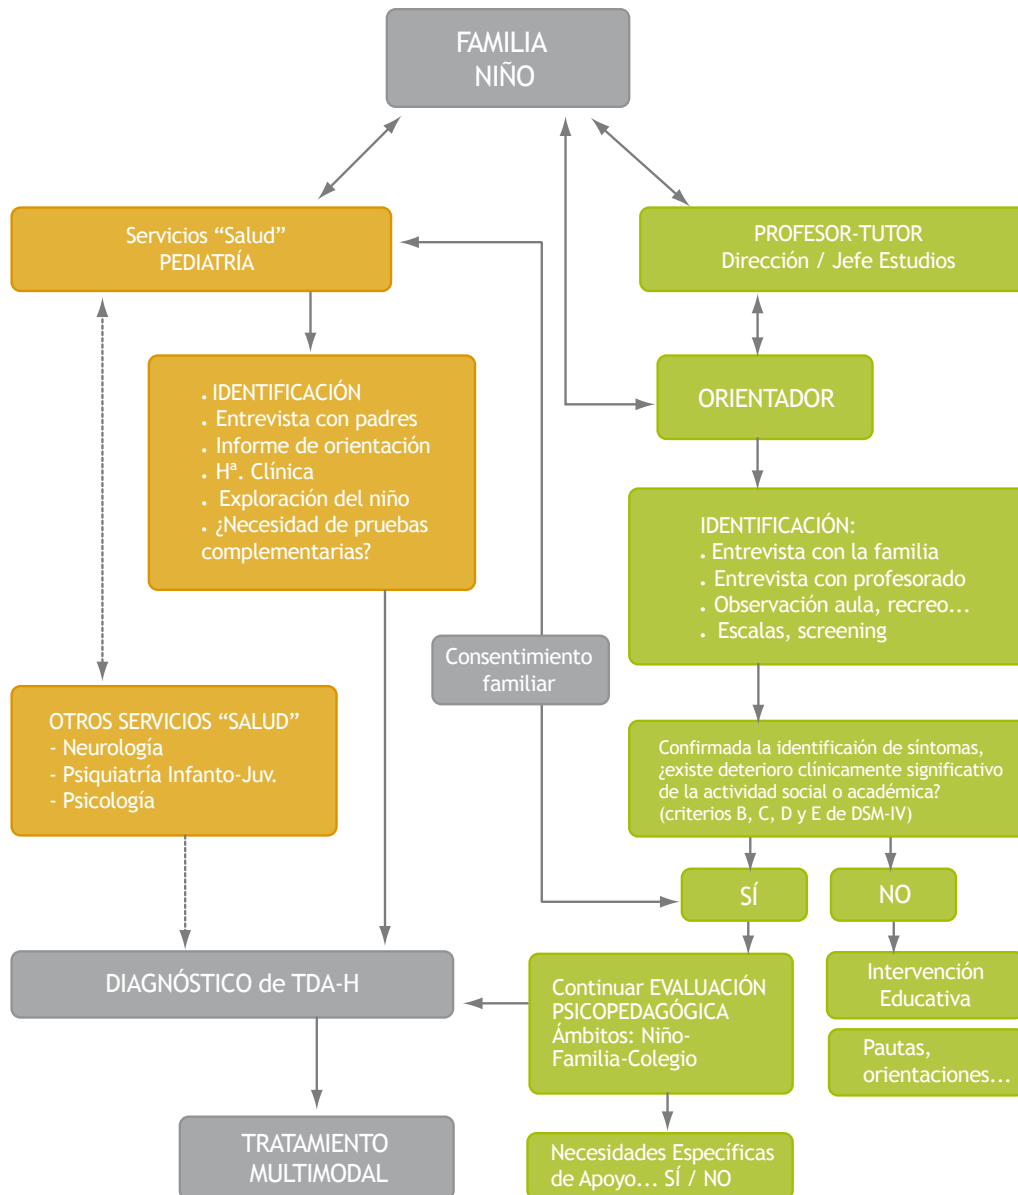 FAMILIA
NIÑO
Servicios “Salud”
PEDIATRÍA
PROFESOR-TUTOR
Dirección / Jefe Estudios
. IDENTIFICACIÓN
. Entrevista con padres
. Informe de orientación
. Hª. Clínica
. Exploración del niño
. ¿Necesidad de pruebas
complementarias?
ORIENTADOR
IDENTIFICACIÓN:
. Entrevista con la familia
. Entrevista con profesorado
. Observación aula, recreo...
. Escalas, screening
Consentimiento
familiar
OTROS SERVICIOS “SALUD”
- Neurología
- Psiquiatría Infanto-Juv.
- Psicología
Confirmada la identificaión de síntomas,
¿existe deterioro clínicamente significativo
de la actividad social o académica?
(criterios B, C, D y E de DSM-IV)
SÍ
NO
DIAGNÓSTICO de TDA-H
Continuar EVALUACIÓN
PSICOPEDAGÓGICA
Ámbitos: Niño-
Familia-Colegio
Intervención
Educativa
Pautas,
orientaciones...
TRATAMIENTO
MULTIMODAL
Necesidades Específicas
de Apoyo... SÍ / NO